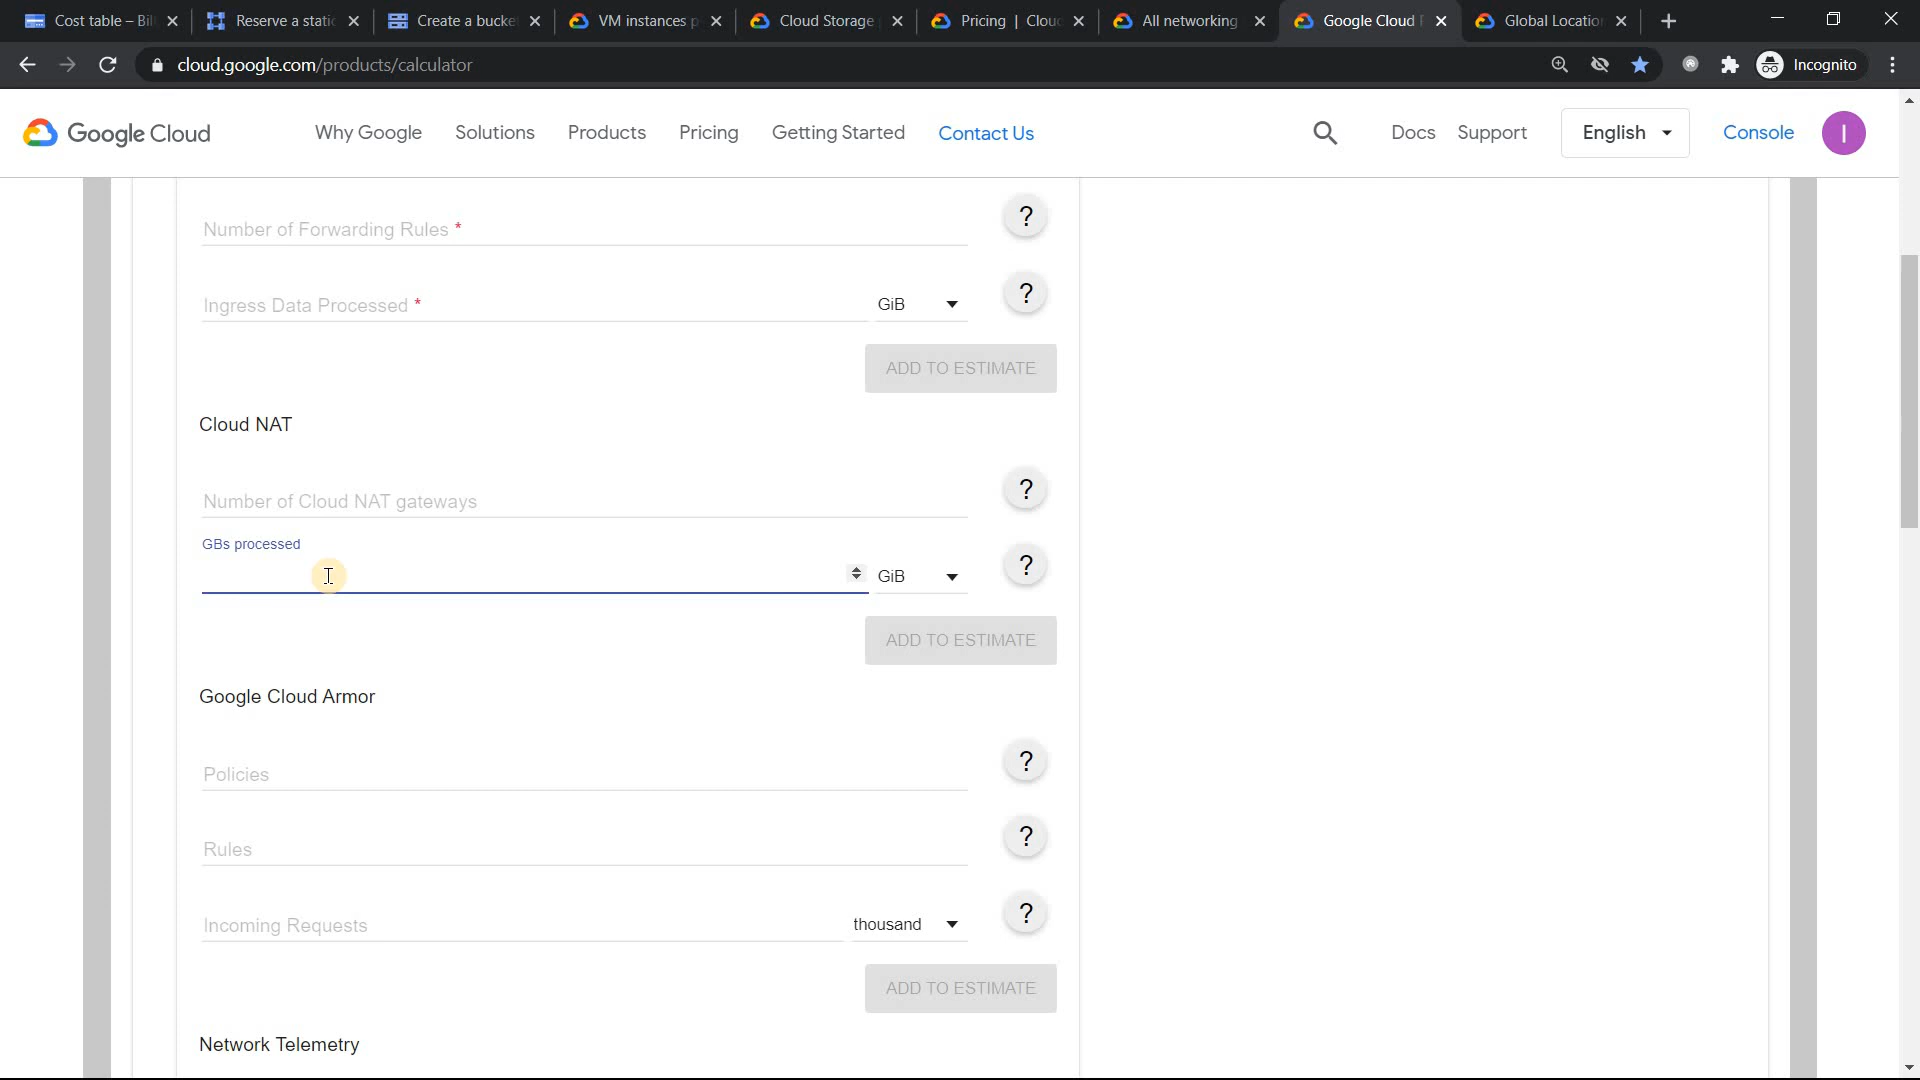 Cost table – Bil
Reserve a static
Create a bucket
VM instances p
Cloud Storage
Pricing | Cloud
All networking
Google Cloud P
Global Location
cloud.google.com/products/calculator
Incognito
Google Cloud
Why Google
Solutions
Products
Pricing
Getting Started
Contact Us
Docs
Support
English
Console
I
Number of Forwarding Rules *
?
Ingress Data Processed *
GiB
?
ADD TO ESTIMATE
Cloud NAT
Number of Cloud NAT gateways
?
GBs processed
GiB
?
ADD TO ESTIMATE
Google Cloud Armor
Policies
?
Rules
?
Incoming Requests
thousand
?
ADD TO ESTIMATE
Network Telemetry